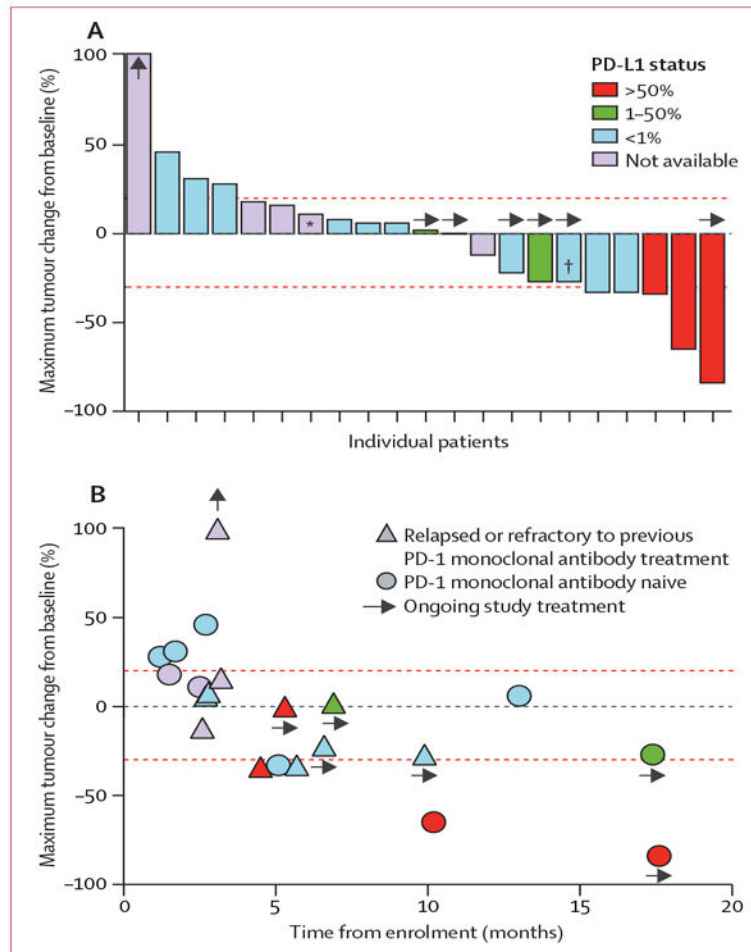 A
Maximum tumour change from baseline (%)
100
50
0
–50
–100
PD-L1 status
>50%
1–50%
<1%
Not available
*
†
Individual patients
B
Maximum tumour change from baseline (%)
100
50
0
–50
–100
Relapsed or refractory to previous
PD-1 monoclonal antibody treatment
PD-1 monoclonal antibody naive
Ongoing study treatment
0 5 10 15 20
Time from enrolment (months)